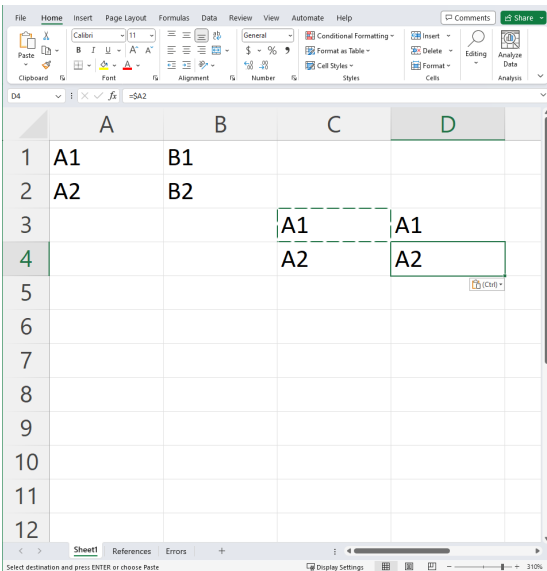 File Home Insert Page Layout Formulas Data Review View Automate Help Comments Share
Calibri 11 General Conditional Formatting Insert
Paste B I U A A $ % 9 Format as Table Delete Editing Analyze Data
A Cell Styles Format
Clipboard Font Alignment Number Styles Cells Analysis
D4 fx =$A2
A B C D
1 A1 B1
2 A2 B2
3 A1 A1
4 A2 A2
5 (Ctrl)
6
7
8
9
10
11
12
Sheet1 References Errors +
Select destination and press ENTER or choose Paste Display Settings - + 310%